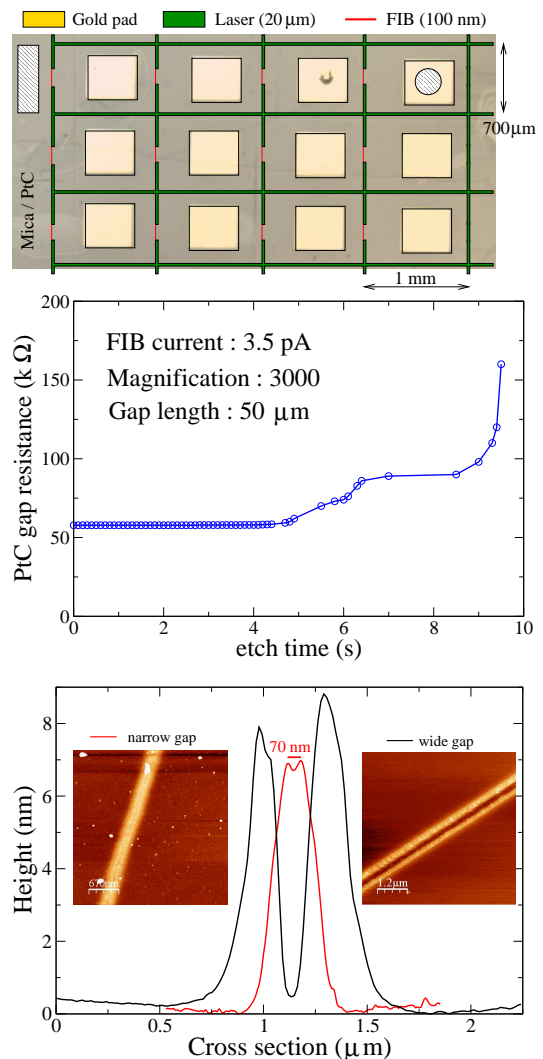 Gold pad
Laser (20 μm)
FIB (100 nm)
Mica / PtC
700μm
1 mm
200
150
100
50
0
PtC gap resistance (k Ω)
FIB current : 3.5 pA
Magnification : 3000
Gap length : 50 μm
0 2 4 6 8 10
etch time (s)
8
6
4
2
0
Height (nm)
narrow gap
70 nm
wide gap
670nm
1.2μm
0 0.5 1 1.5 2
Cross section (μm)